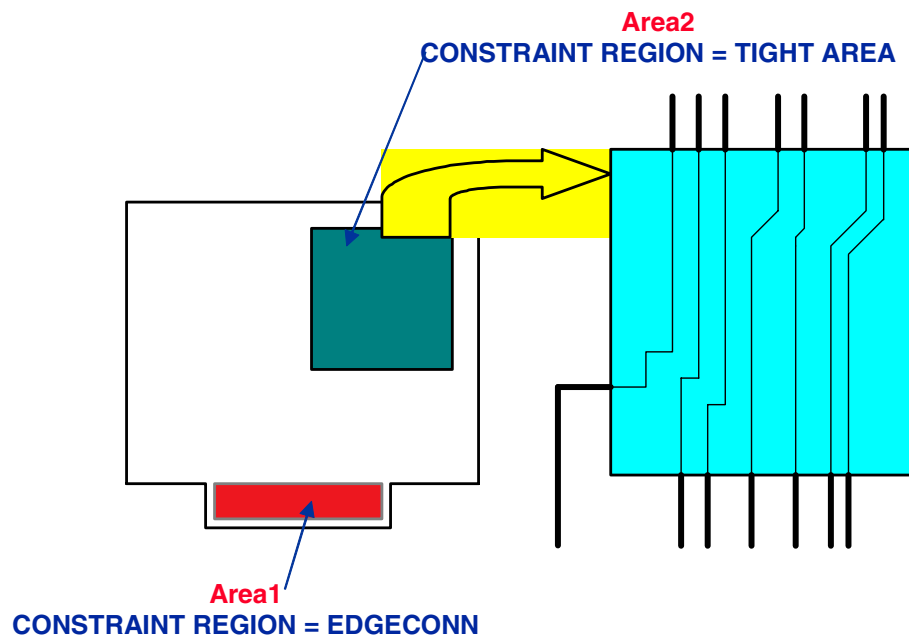 Area2
CONSTRAINT REGION = TIGHT AREA
Area1
CONSTRAINT REGION = EDGECONN